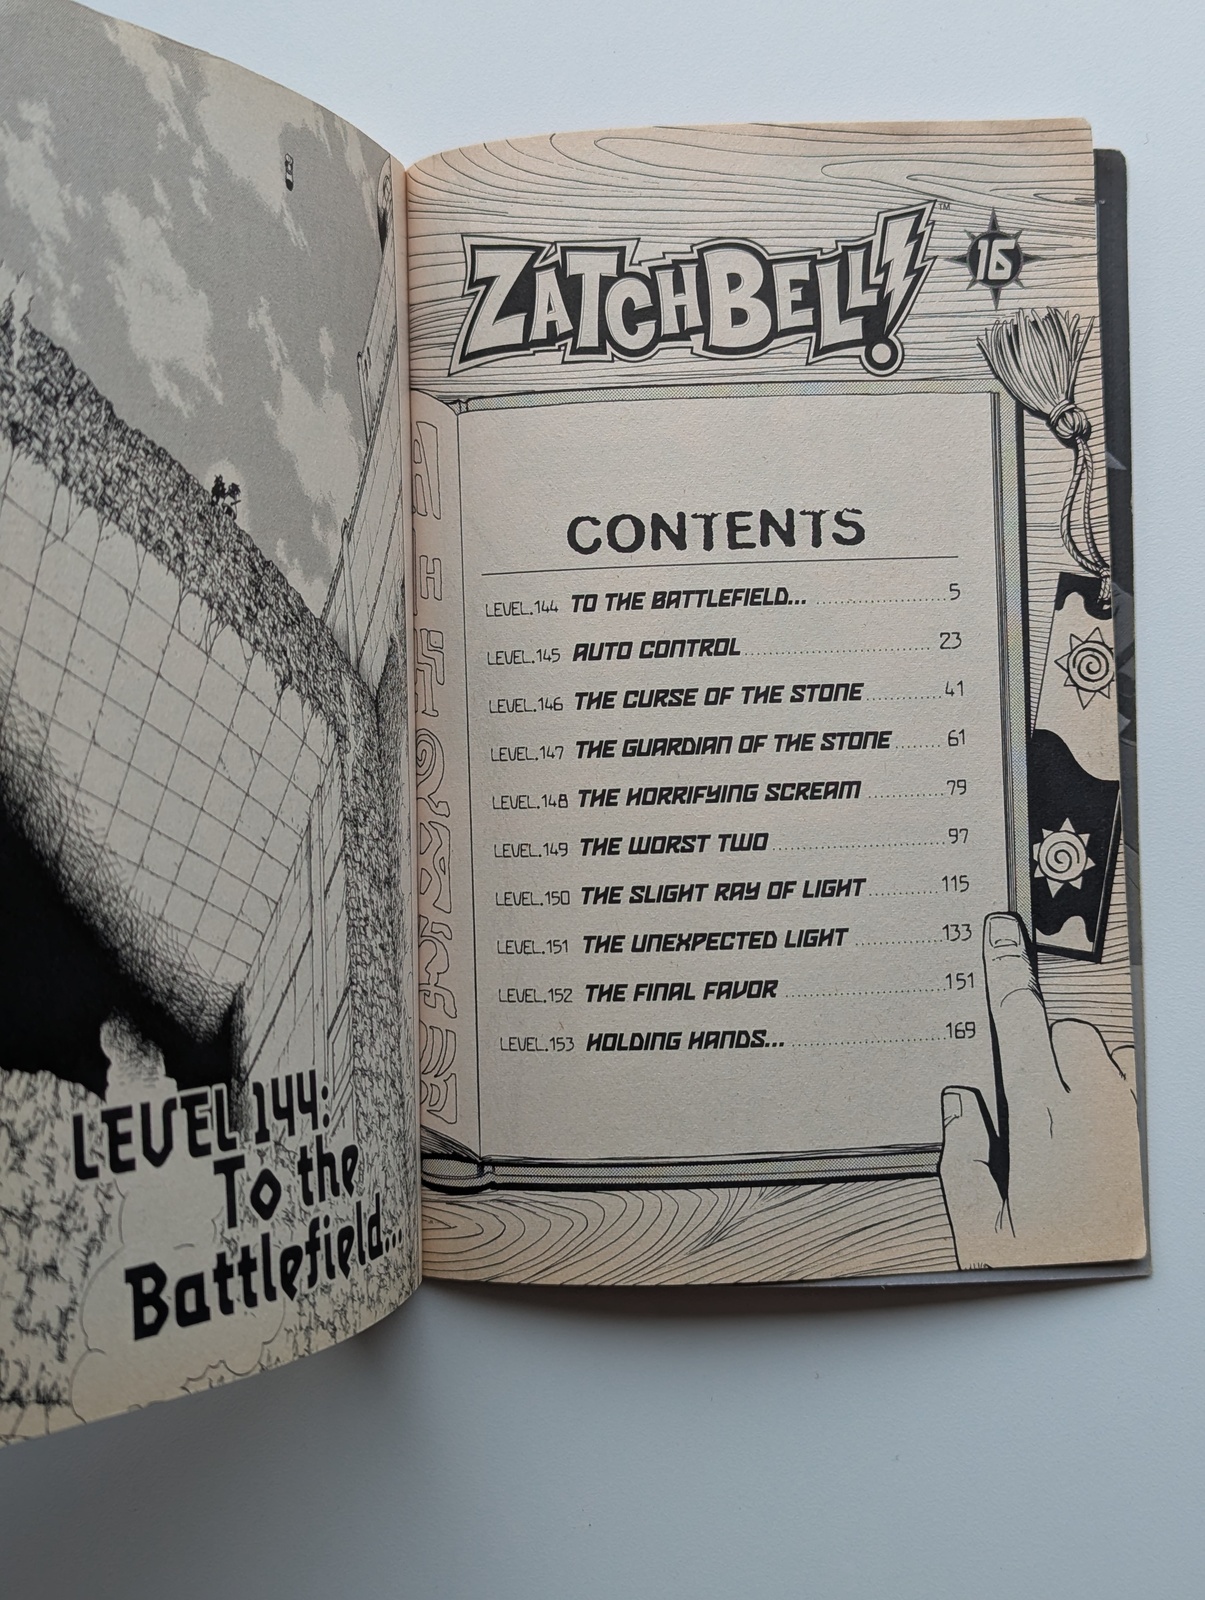 ZATCHBELL!™
16
CONTENTS
LEVEL.144 TO THE BATTLEFIELD... 5
LEVEL.145 AUTO CONTROL 23
LEVEL.146 THE CURSE OF THE STONE 41
LEVEL.147 THE GUARDIAN OF THE STONE 61
LEVEL.148 THE HORRIFYING SCREAM 79
LEVEL.149 THE WORST TWO 97
LEVEL.150 THE SLIGHT RAY OF LIGHT 115
LEVEL.151 THE UNEXPECTED LIGHT 133
LEVEL.152 THE FINAL FAVOR 151
LEVEL.153 HOLDING HANDS... 169
LEVEL 144:
To the
Battlefield...